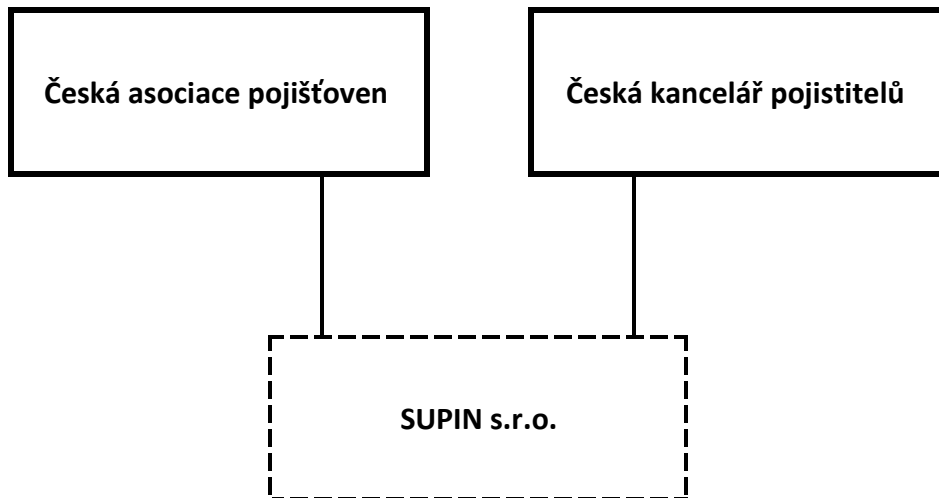 Česká asociace pojišťoven
Česká kancelář pojistitelů
SUPIN s.r.o.